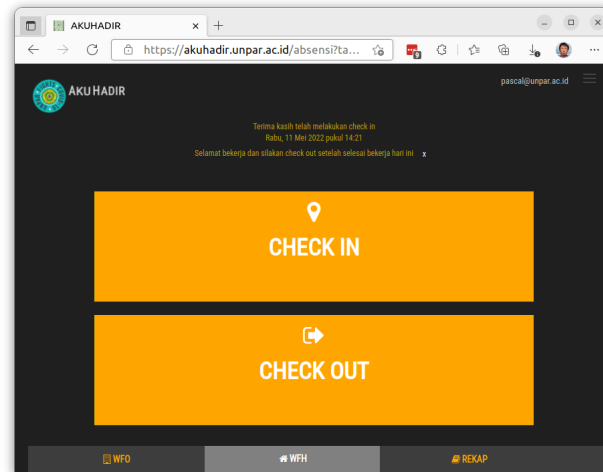 AKUHADIR
https://akuhadir.unpar.ac.id/absensi?ta...
9
AKU HADIR
pascal@unpar.ac.id
Terima kasih telah melakukan check in
Rabu, 11 Mei 2022 pukul 14:21
Selamat bekerja dan silakan check out setelah selesai bekerja hari ini x
CHECK IN
CHECK OUT
WFO
WFH
REKAP